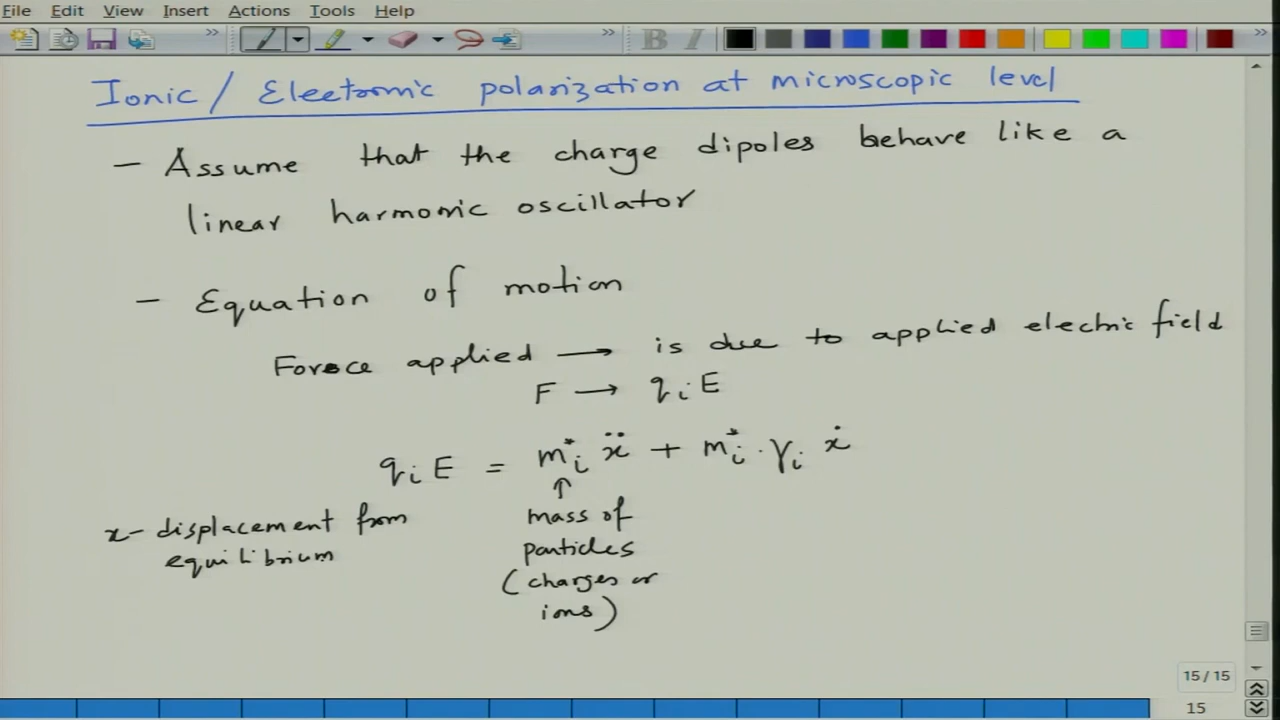 File Edit View Insert Actions Tools Help
Ionic / Electronic polarization at microscopic level
- Assume that the charge dipoles behave like a
linear harmonic oscillator
- Equation of motion
Force applied → is due to applied electric field
F → qᵢE
qᵢE = mᵢ* ẍ + mᵢ* · γᵢ ẋ
↑
x- displacement from
equilibrium
mass of
particles
(charges or
ions)
15 / 15
15